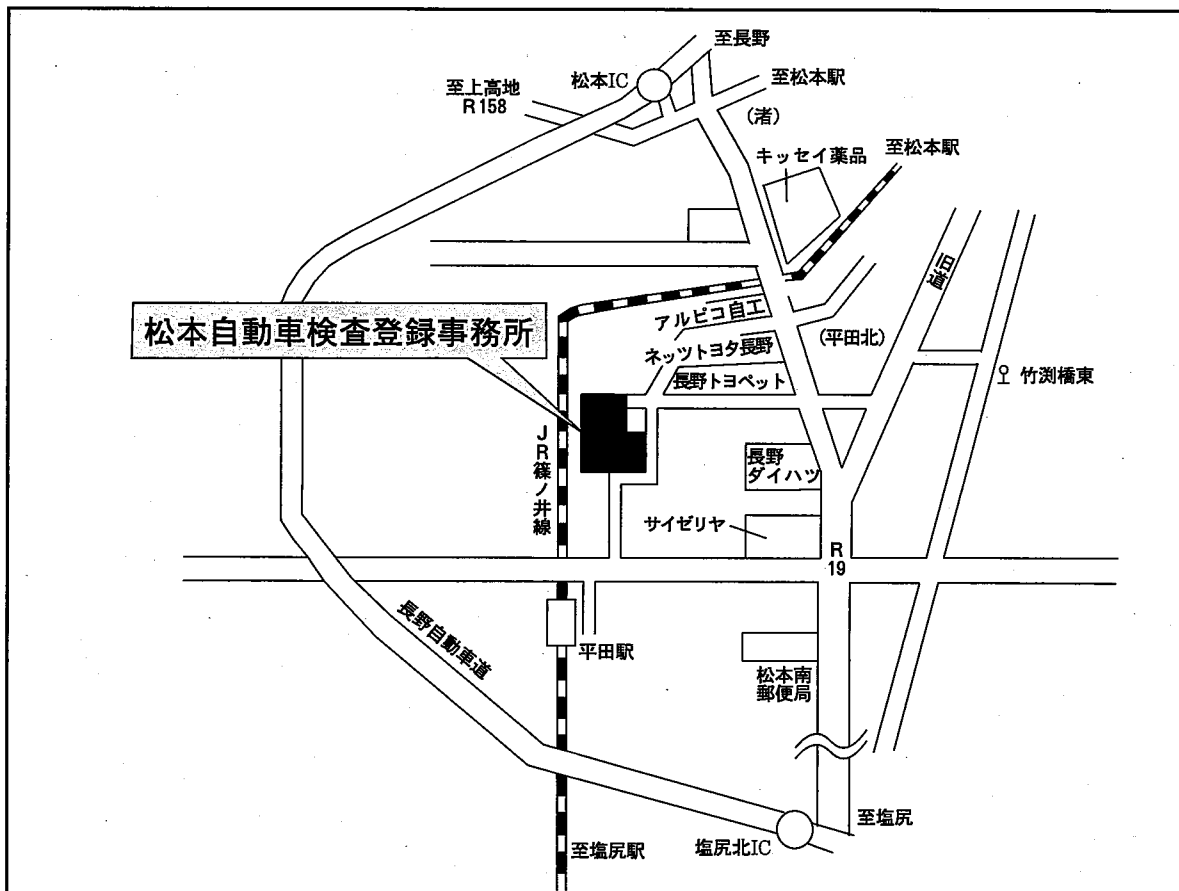 至長野
松本IC
至松本駅
至上高地
R158
(渚)
キッセイ薬品
至松本駅
旧道
松本自動車検査登録事務所
アルピコ自工
(平田北)
ネッツトヨタ長野
長野トヨペット
竹渕橋東
JR篠ノ井線
長野
ダイハツ
サイゼリヤ
R
19
長野自動車道
平田駅
松本南
郵便局
至塩尻
塩尻北IC
至塩尻駅